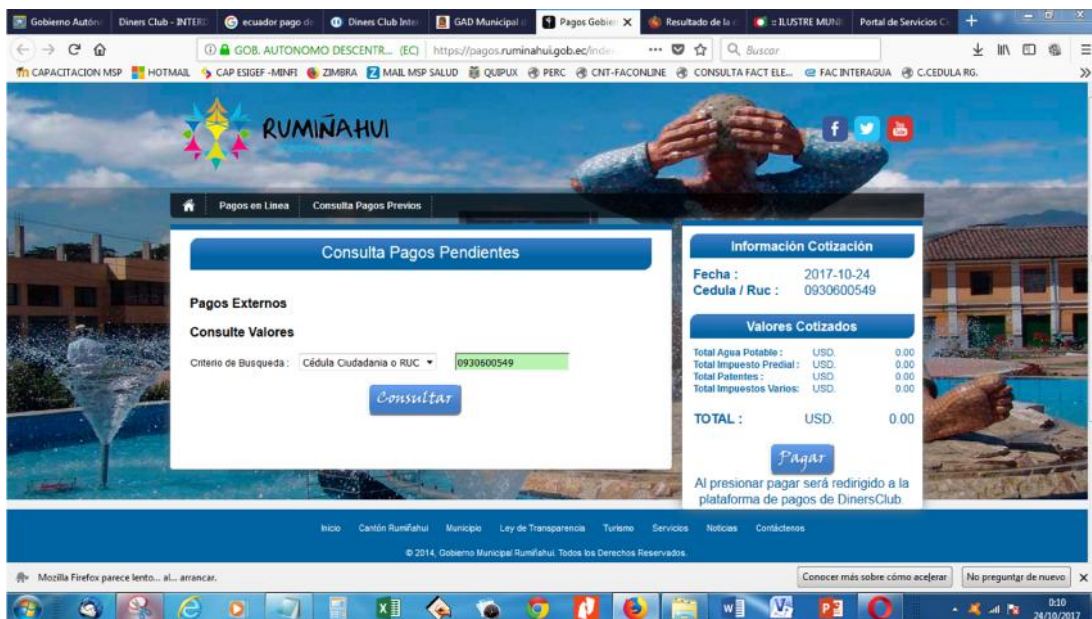 Gobierno Autóno
Diners Club - INTER
ecuador pago de
Diners Club Inter
GAD Municipal
Pagos Gobier
Resultado de la c
:: ILUSTRE MUNI
Portal de Servicios C
GOB. AUTONOMO DESCENTR... (EC)
https://pagos.ruminahui.gob.ec/inde
Buscar
CAPACITACION MSP
HOTMAIL
CAP ESIGEF -MINFI
ZIMBRA
MAIL MSP SALUD
QUIPUX
PERC
CNT-FACONLINE
CONSULTA FACT ELE...
FAC INTERAGUA
C.CEDULA RG.
RUMIÑAHUI
Pagos en Linea
Consulta Pagos Previos
Consulta Pagos Pendientes
Pagos Externos
Consulte Valores
Criterio de Busqueda :
Cédula Ciudadania o RUC
0930600549
Consultar
Información Cotización
Fecha : 2017-10-24
Cedula / Ruc : 0930600549
Valores Cotizados
Total Agua Potable : USD. 0.00
Total Impuesto Predial : USD. 0.00
Total Patentes : USD. 0.00
Total Impuestos Varios: USD. 0.00
TOTAL : USD. 0.00
Pagar
Al presionar pagar será redirigido a la
plataforma de pagos de DinersClub.
Inicio Cantón Rumiñahui Municipio Ley de Transparencia Turismo Servicios Noticias Contáctenos
© 2014, Gobierno Municipal Rumiñahui. Todos los Derechos Reservados.
Mozilla Firefox parece lento... al... arrancar.
Conocer más sobre cómo acelerar
No preguntar de nuevo
0:10
24/10/2017